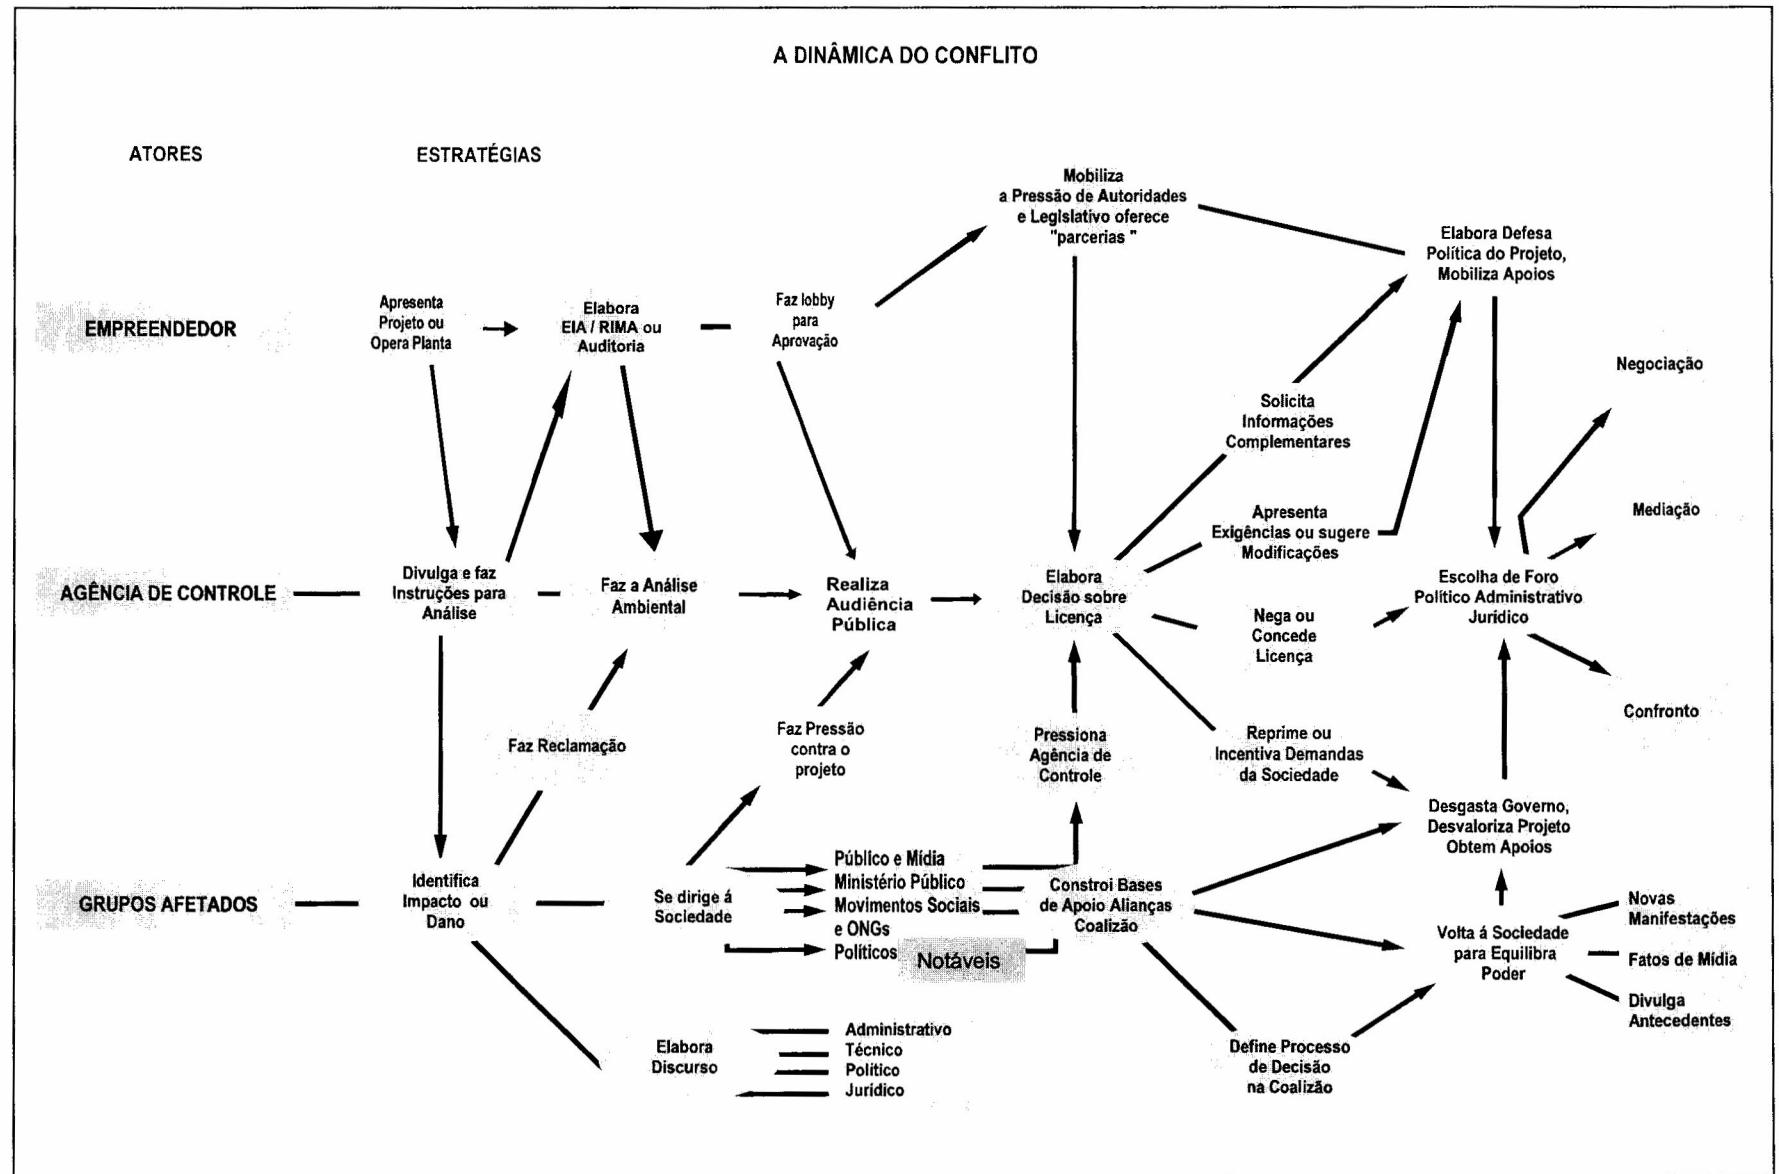 A DINÂMICA DO CONFLITO
ATORES
ESTRATÉGIAS
EMPREENDEDOR
Apresenta
Projeto ou
Opera Planta
Elabora
EIA / RIMA ou
Auditoria
Faz lobby
para
Aprovação
Mobiliza
a Pressão de Autoridades
e Legislativo oferece
"parcerias "
Elabora Defesa
Política do Projeto,
Mobiliza Apoios
Solicita
Informações
Complementares
Apresenta
Exigências ou sugere
Modificações
Negociação
Mediação
AGÊNCIA DE CONTROLE
Divulga e faz
Instruções para
Análise
Faz a Análise
Ambiental
Realiza
Audiência
Pública
Elabora
Decisão sobre
Licença
Nega ou
Concede
Licença
Escolha de Foro
Político Administrativo
Jurídico
Confronto
Faz Reclamação
Faz Pressão
contra o
projeto
Pressiona
Agência de
Controle
Reprime ou
Incentiva Demandas
da Sociedade
Desgasta Governo,
Desvaloriza Projeto
Obtem Apoios
GRUPOS AFETADOS
Identifica
Impacto ou
Dano
Se dirige á
Sociedade
Público e Mídia
Ministério Público
Movimentos Sociais
e ONGs
Políticos
Notáveis
Constroi Bases
de Apoio Alianças
Coalizão
Volta á Sociedade
para Equilibra
Poder
Novas
Manifestações
Fatos de Mídia
Divulga
Antecedentes
Elabora
Discurso
Administrativo
Técnico
Político
Jurídico
Define Processo
de Decisão
na Coalizão